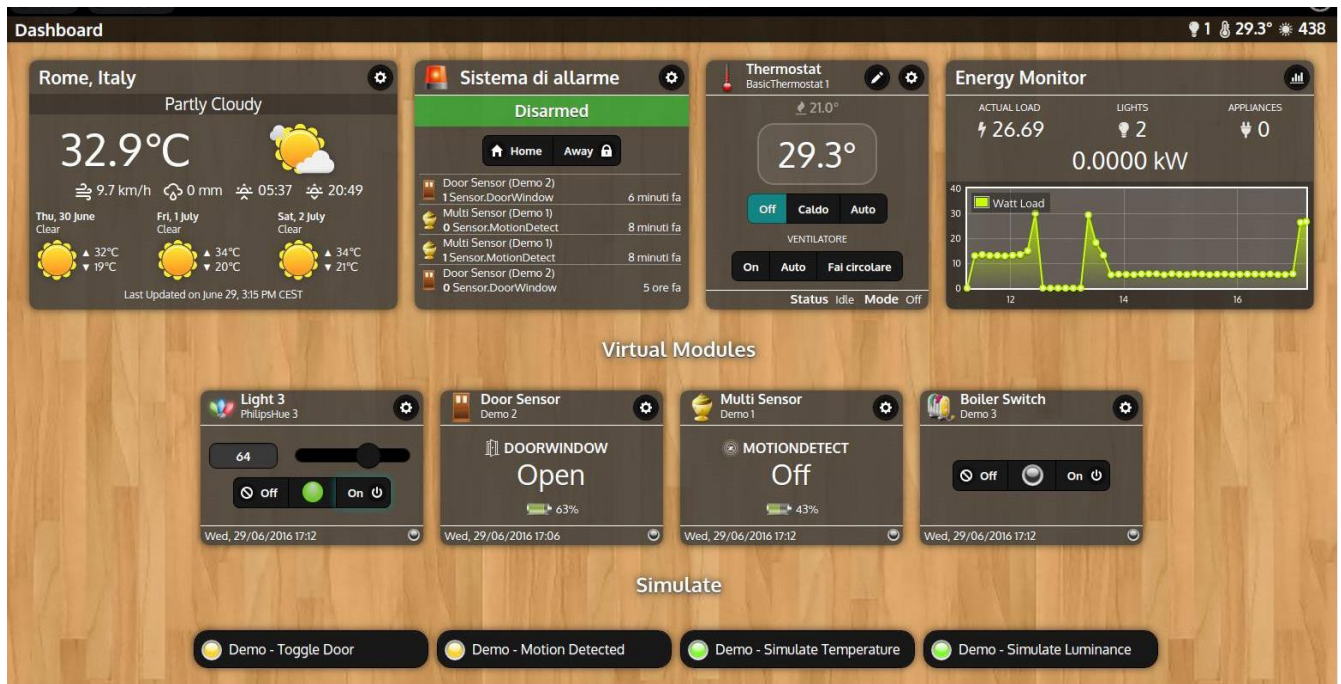 Dashboard
1 29.3° 438
Rome, Italy
Partly Cloudy
32.9°C
9.7 km/h 0 mm 05:37 20:49
Thu, 30 June Fri, 1 July Sat, 2 July
Clear Clear Clear
▲ 32°C ▲ 34°C ▲ 34°C
▼ 19°C ▼ 20°C ▼ 21°C
Last Updated on June 29, 3:15 PM CEST
Sistema di allarme
Disarmed
Home Away
Door Sensor (Demo 2)
1 Sensor.DoorWindow 6 minuti fa
Multi Sensor (Demo 1)
0 Sensor.MotionDetect 8 minuti fa
Multi Sensor (Demo 1)
1 Sensor.MotionDetect 8 minuti fa
Door Sensor (Demo 2)
0 Sensor.DoorWindow 5 ore fa
Thermostat
BasicThermostat 1
21.0°
29.3°
Off Caldo Auto
VENTILATORE
On Auto Fai circolare
Status Idle Mode Off
Energy Monitor
ACTUAL LOAD LIGHTS APPLIANCES
26.69 2 0
0.0000 kW
40
30
20
10
0
Watt Load
12 14 16
Virtual Modules
Light 3
PhilipsHue 3
64
Off On
Wed, 29/06/2016 17:12
Door Sensor
Demo 2
DOORWINDOW
Open
63%
Wed, 29/06/2016 17:06
Multi Sensor
Demo 1
MOTIONDETECT
Off
43%
Wed, 29/06/2016 17:12
Boiler Switch
Demo 3
Off On
Wed, 29/06/2016 17:12
Simulate
Demo - Toggle Door
Demo - Motion Detected
Demo - Simulate Temperature
Demo - Simulate Luminance